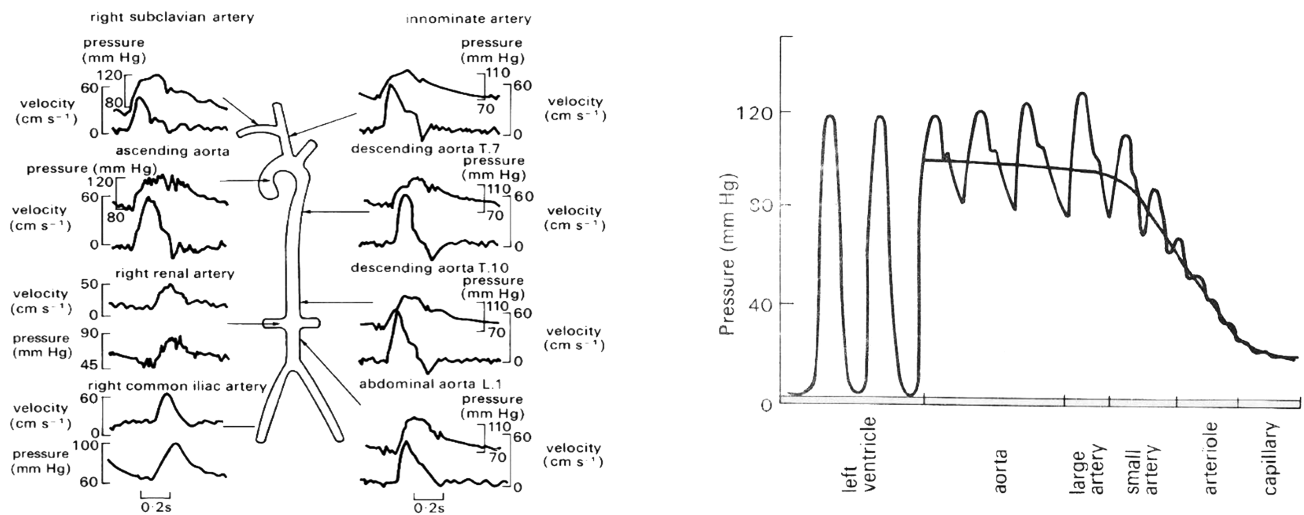 right subclavian artery
innominate artery
pressure
(mm Hg)
120
80
60
0
velocity
(cm s⁻¹)
pressure
(mm Hg)
110
70
60
0
velocity
(cm s⁻¹)
ascending aorta
descending aorta T.7
pressure (mm Hg)
120
80
60
0
velocity
(cm s⁻¹)
pressure
(mm Hg)
110
70
60
0
velocity
(cm s⁻¹)
right renal artery
descending aorta T.10
velocity
(cm s⁻¹)
50
0
pressure
(mm Hg)
90
45
pressure
(mm Hg)
110
70
60
0
velocity
(cm s⁻¹)
right common iliac artery
abdominal aorta L.1
velocity
(cm s⁻¹)
60
0
pressure
(mm Hg)
100
60
pressure
(mm Hg)
110
70
60
0
velocity
(cm s⁻¹)
0·2s
0·2s
Pressure (mm Hg)
120
80
40
0
left
ventricle
aorta
large
artery
small
artery
arteriole
capillary